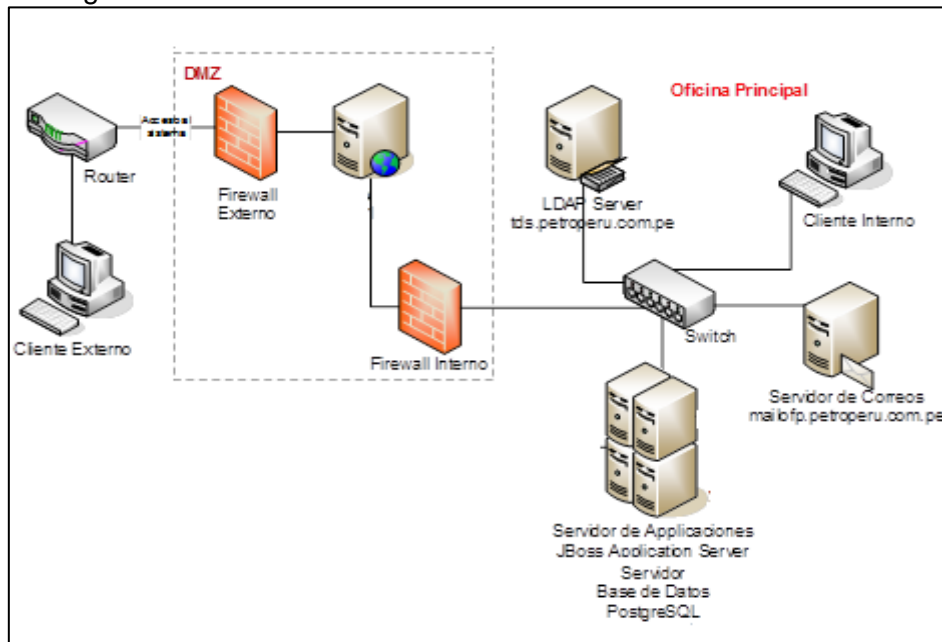 DMZ
Oficina Principal
Router
Firewall
Externo
LDAP Server
tds.petroperu.com.pe
Cliente Interno
Cliente Externo
Firewall Interno
Switch
Servidor de Correos
mailofp.petroperu.com.pe
Servidor de Applicaciones
JBoss Application Server
Servidor
Base de Datos
PostgreSQL